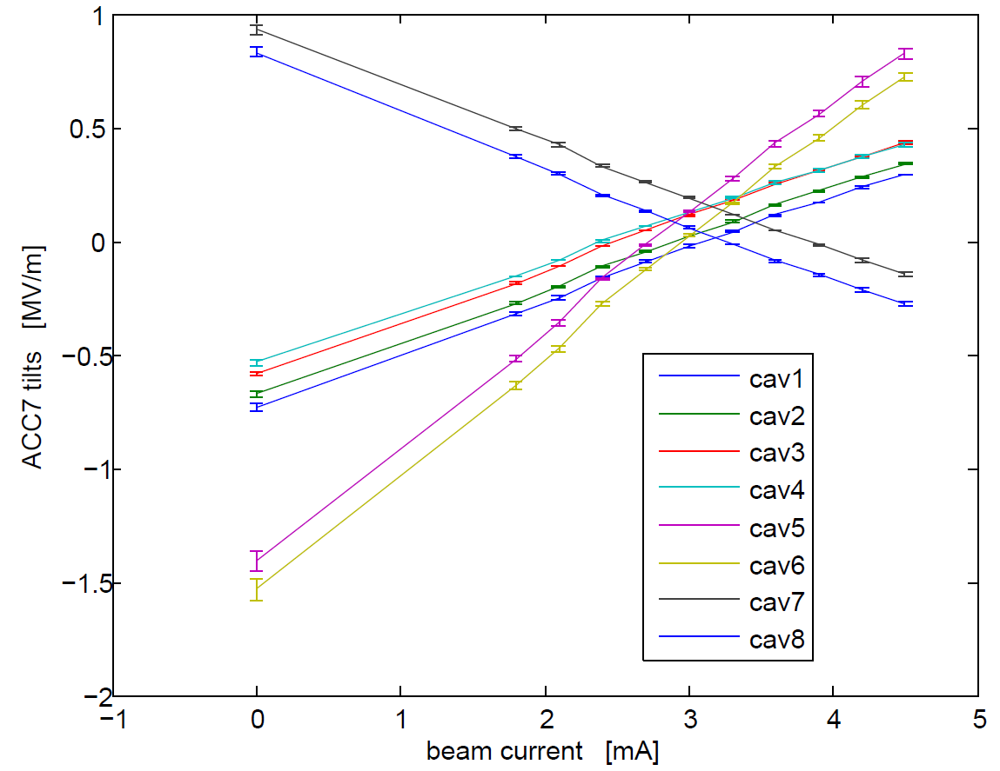 1
0.5
0
−0.5
−1
−1.5
−2
ACC7 tilts [MV/m]
−1
0
1
2
3
4
5
beam current [mA]
cav1
cav2
cav3
cav4
cav5
cav6
cav7
cav8